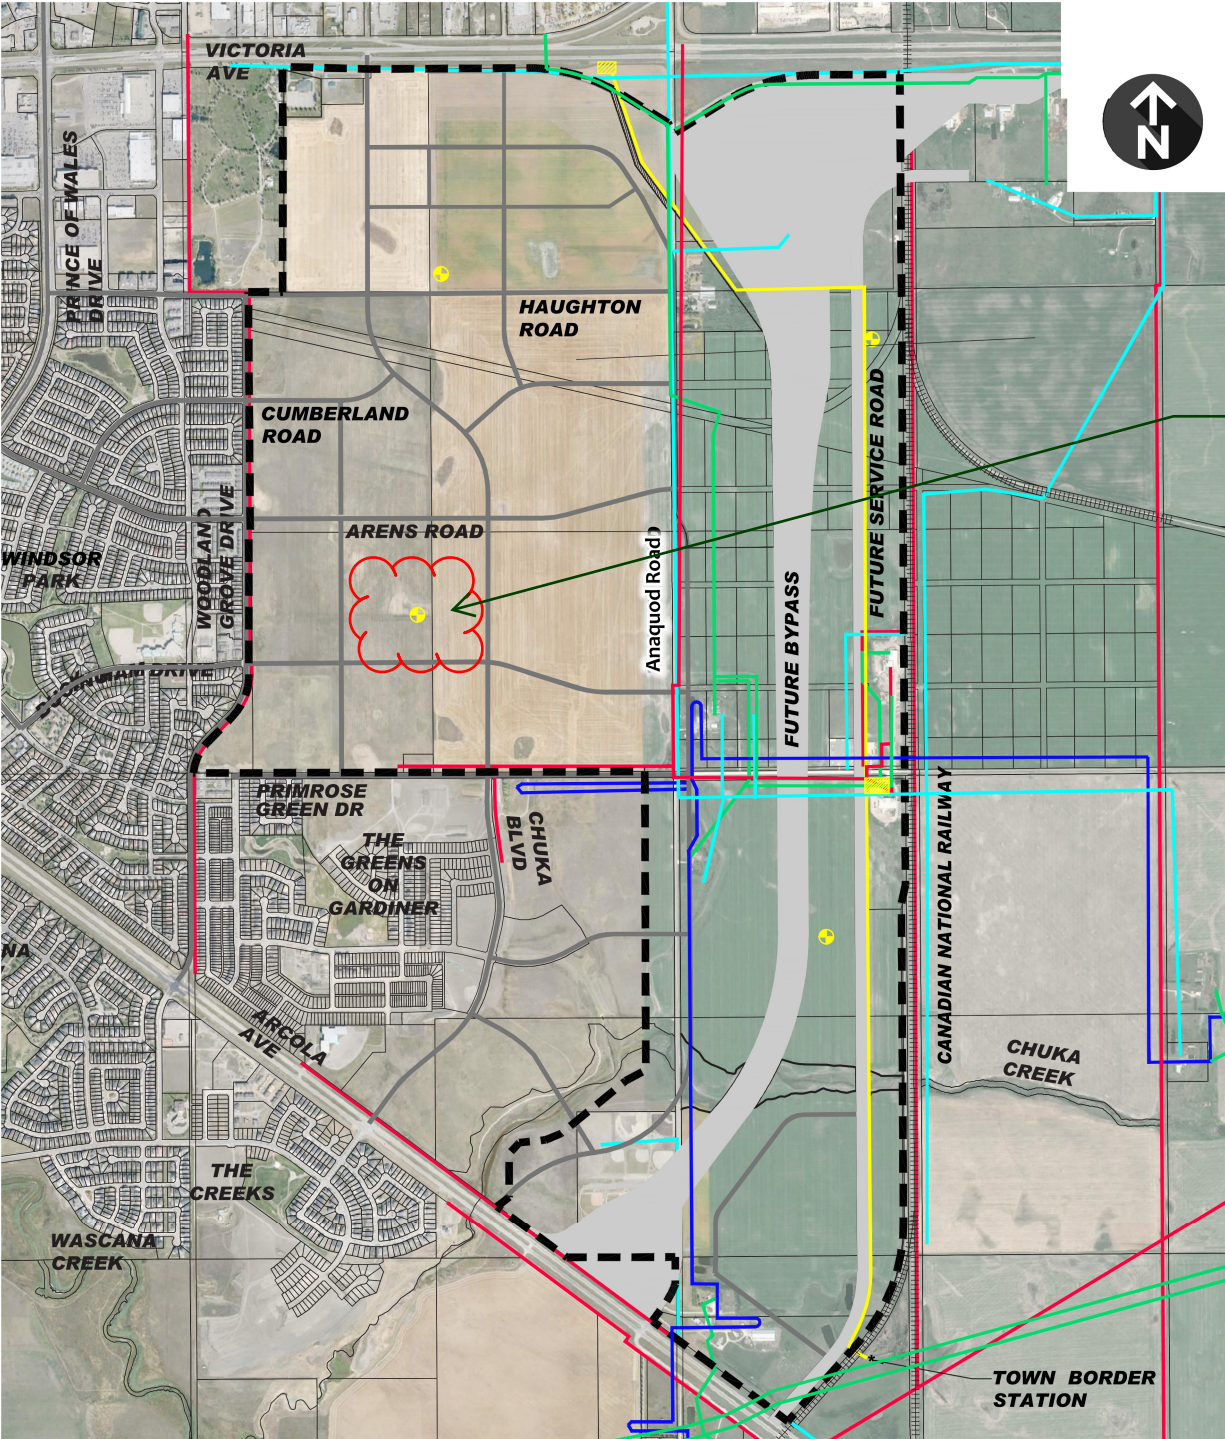 VICTORIA
AVE
N
PRINCE OF WALES
DRIVE
HAUGHTON
ROAD
CUMBERLAND
ROAD
FUTURE SERVICE ROAD
WOODLAND
GROVE DRIVE
ARENS ROAD
Anaquod Road
WINDSOR
PARK
FUTURE BYPASS
DRIVE
PRIMROSE
GREEN DR
CHUKA
BLVD
THE
GREENS
ON
GARDINER
CANADIAN NATIONAL RAILWAY
NA
ARCOLA
AVE
CHUKA
CREEK
THE
CREEKS
WASCANA
CREEK
*
TOWN BORDER
STATION